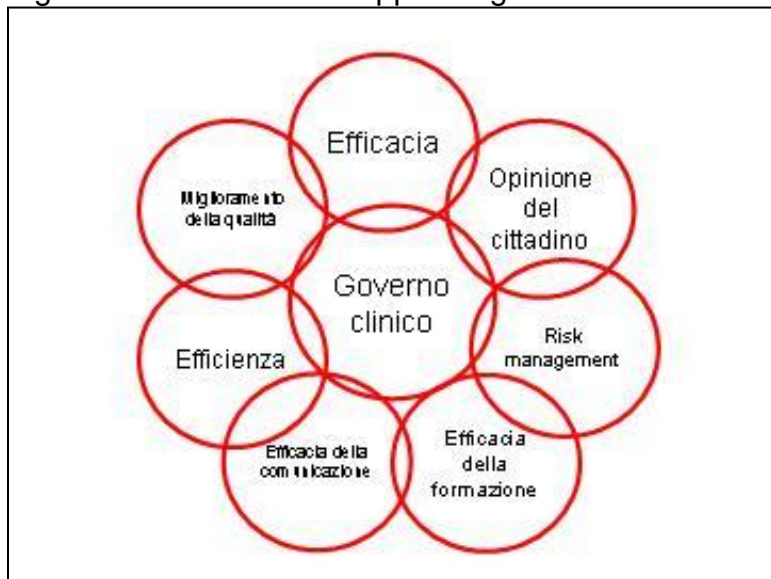 Efficacia
Opinione
del
cittadino
Risk
management
Efficacia
della
formazione
Efficacia della
comunicazione
Efficienza
Miglioramento
della qualità
Governo
clinico